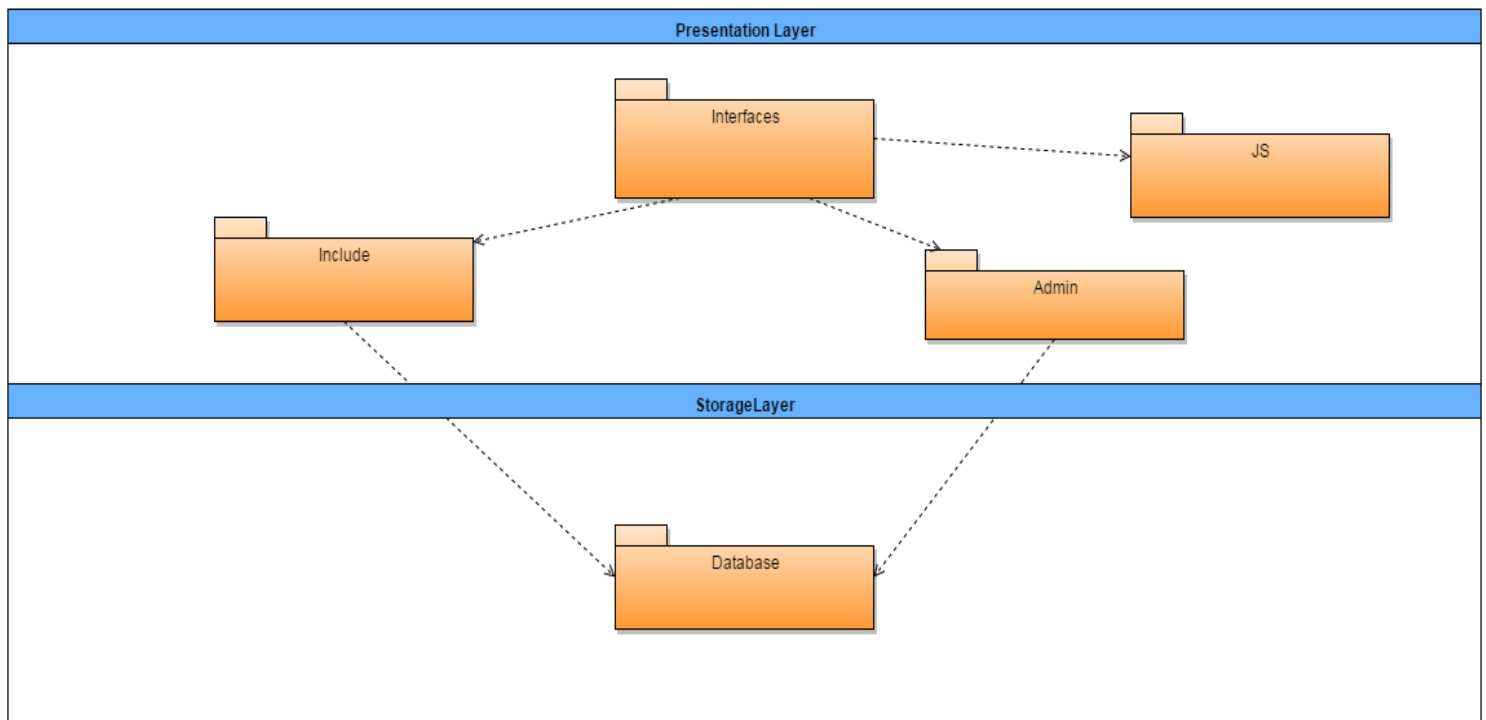 Presentation Layer
Interfaces
JS
Include
Admin
StorageLayer
Database